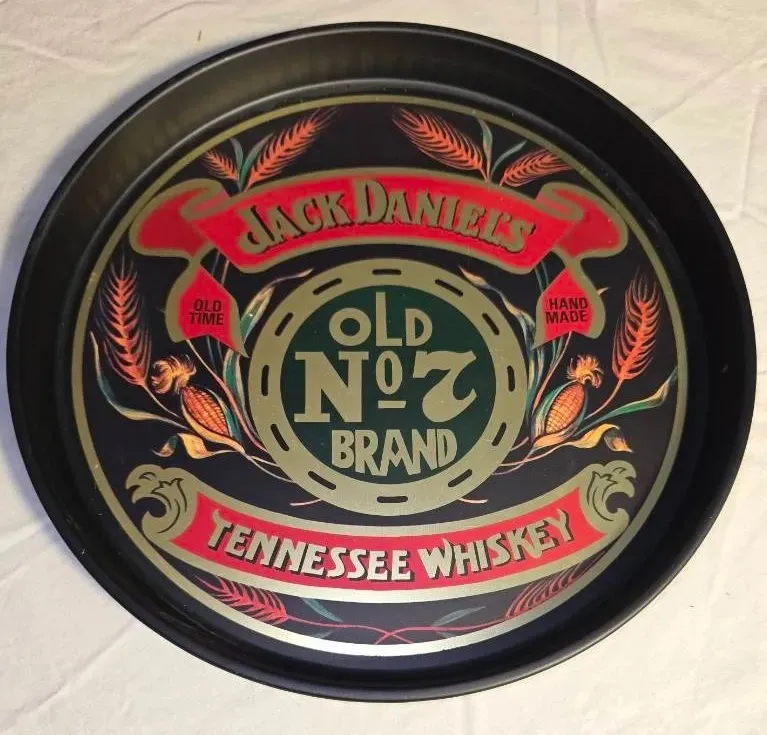 JACK DANIEL'S
OLD
TIME
HAND
MADE
OLD
No 7
BRAND
TENNESSEE WHISKEY